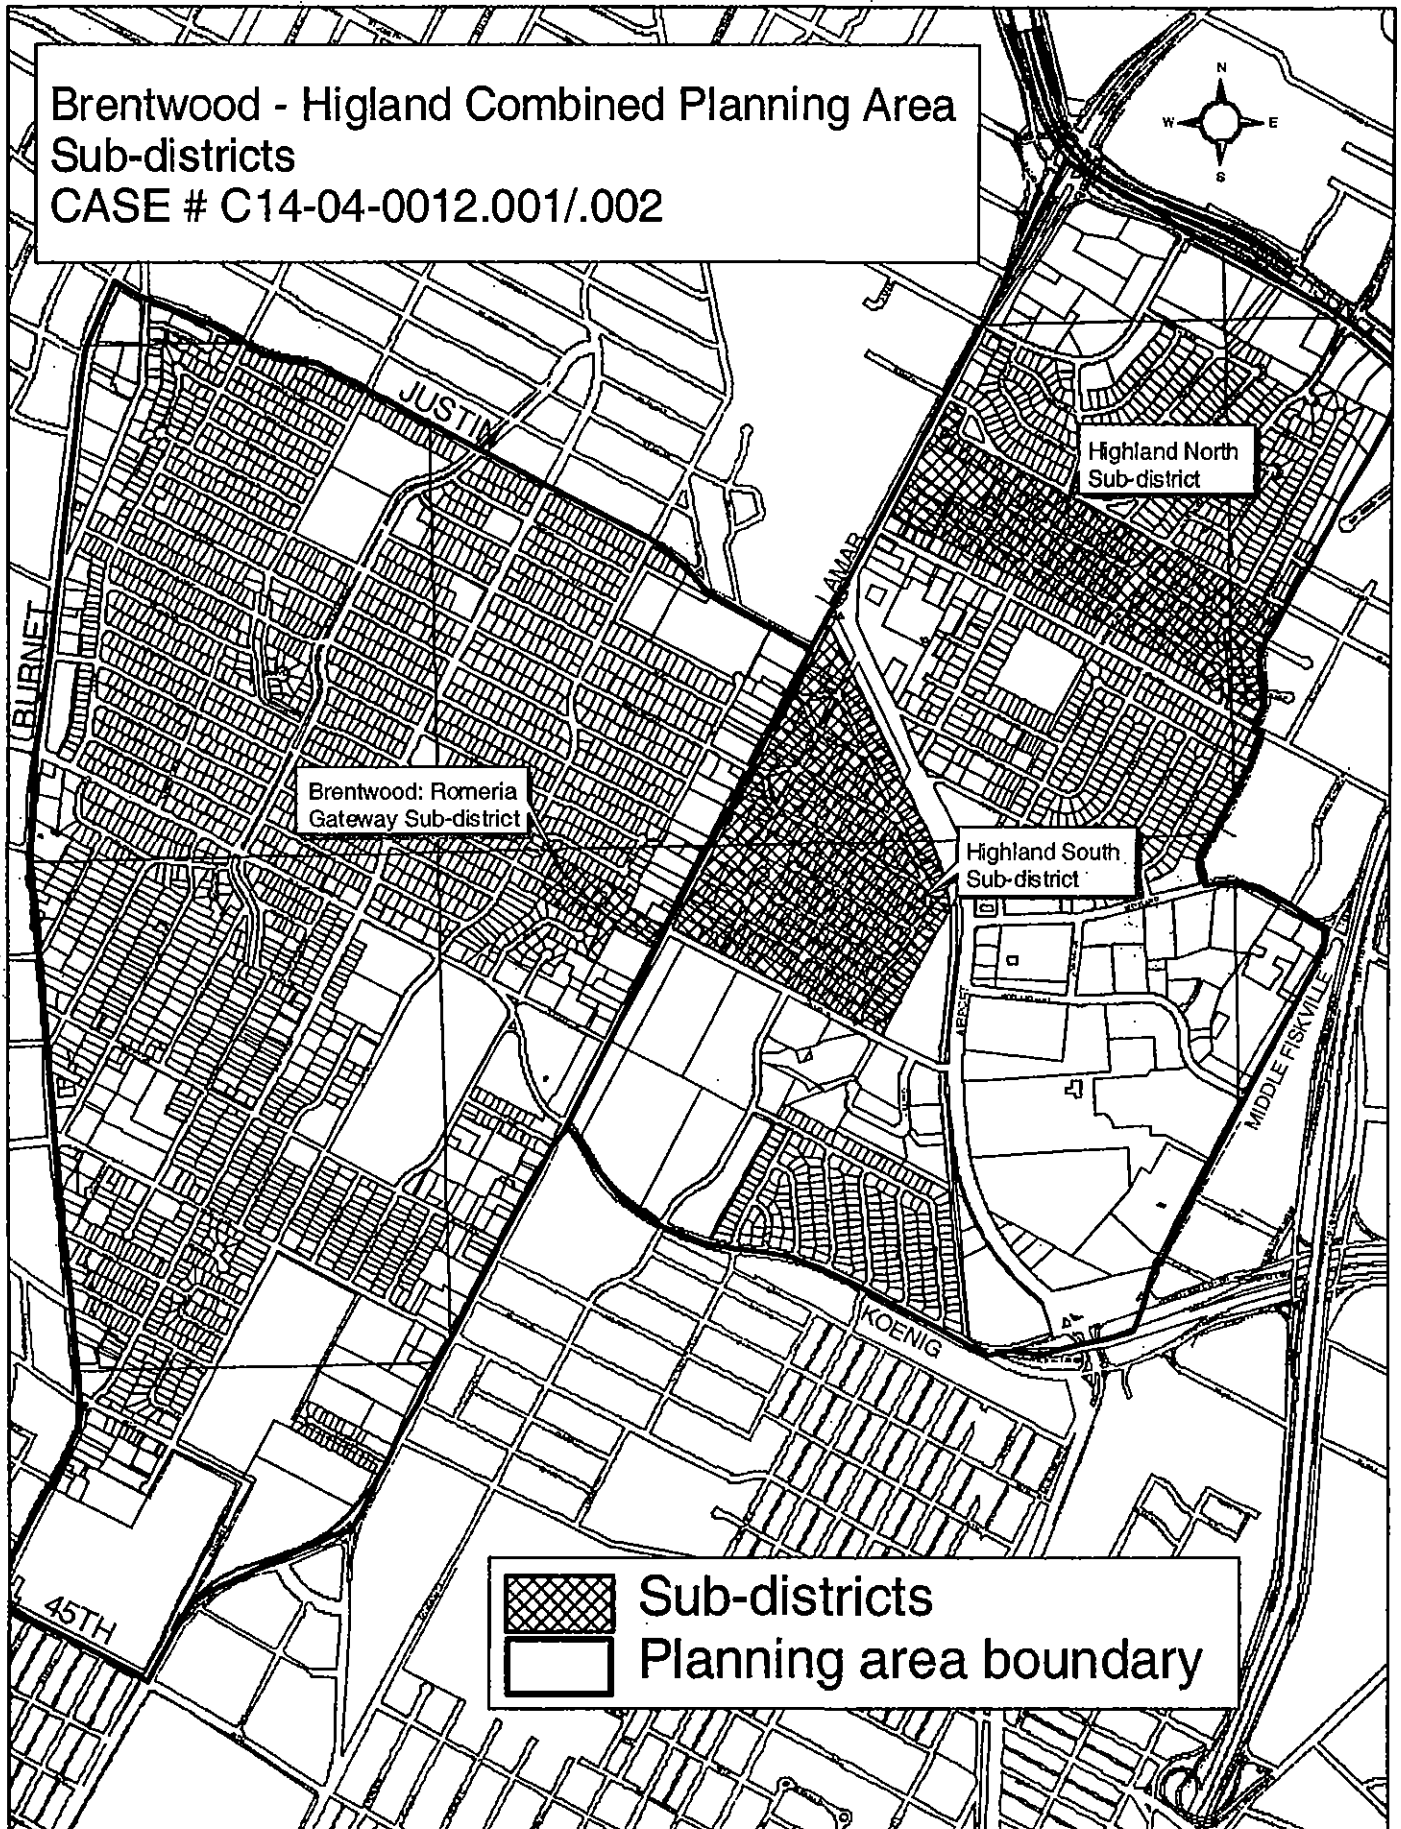 Brentwood - Higland Combined Planning Area
Sub-districts
CASE # C14-04-0012.001/.002
N
W
E
S
JUSTIN
Highland North
Sub-district
LAMAR
BURNET
Brentwood: Romeria
Gateway Sub-district
Highland South
Sub-district
MIDDLE FISKVILLE
KOENIG
45TH
Sub-districts
Planning area boundary